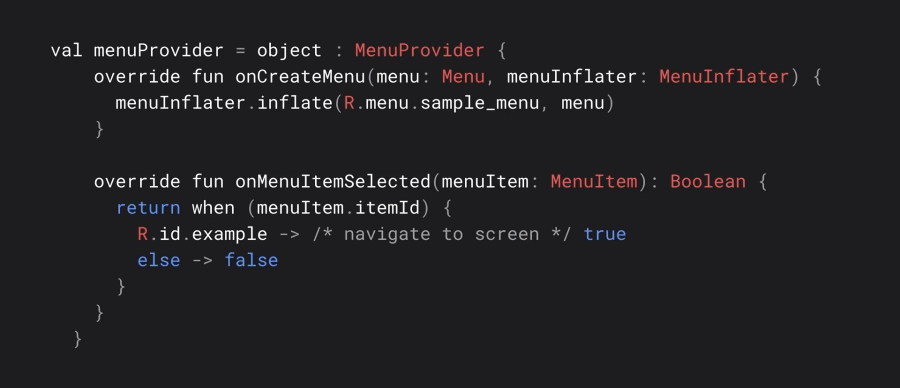 val menuProvider = object : MenuProvider {
override fun onCreateMenu(menu: Menu, menuInflater: MenuInflater) {
menuInflater.inflate(R.menu.sample_menu, menu)
}
override fun onMenuItemSelected(menuItem: MenuItem): Boolean {
return when (menuItem.itemId) {
R.id.example -> /* navigate to screen */ true
else -> false
}
}
}